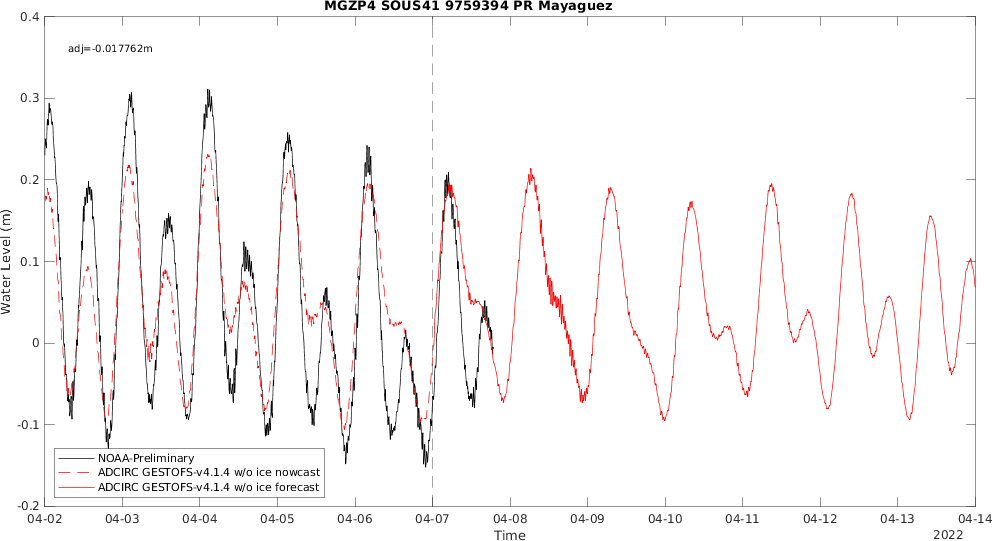 MGZP4 SOUS41 9759394 PR Mayaguez
adj=-0.017762m
Water Level (m)
0.4
0.3
0.2
0.1
0
-0.1
-0.2
NOAA-Preliminary
ADCIRC GESTOFS-v4.1.4 w/o ice nowcast
ADCIRC GESTOFS-v4.1.4 w/o ice forecast
04-02 04-03 04-04 04-05 04-06 04-07 04-08 04-09 04-10 04-11 04-12 04-13 04-14
Time
2022